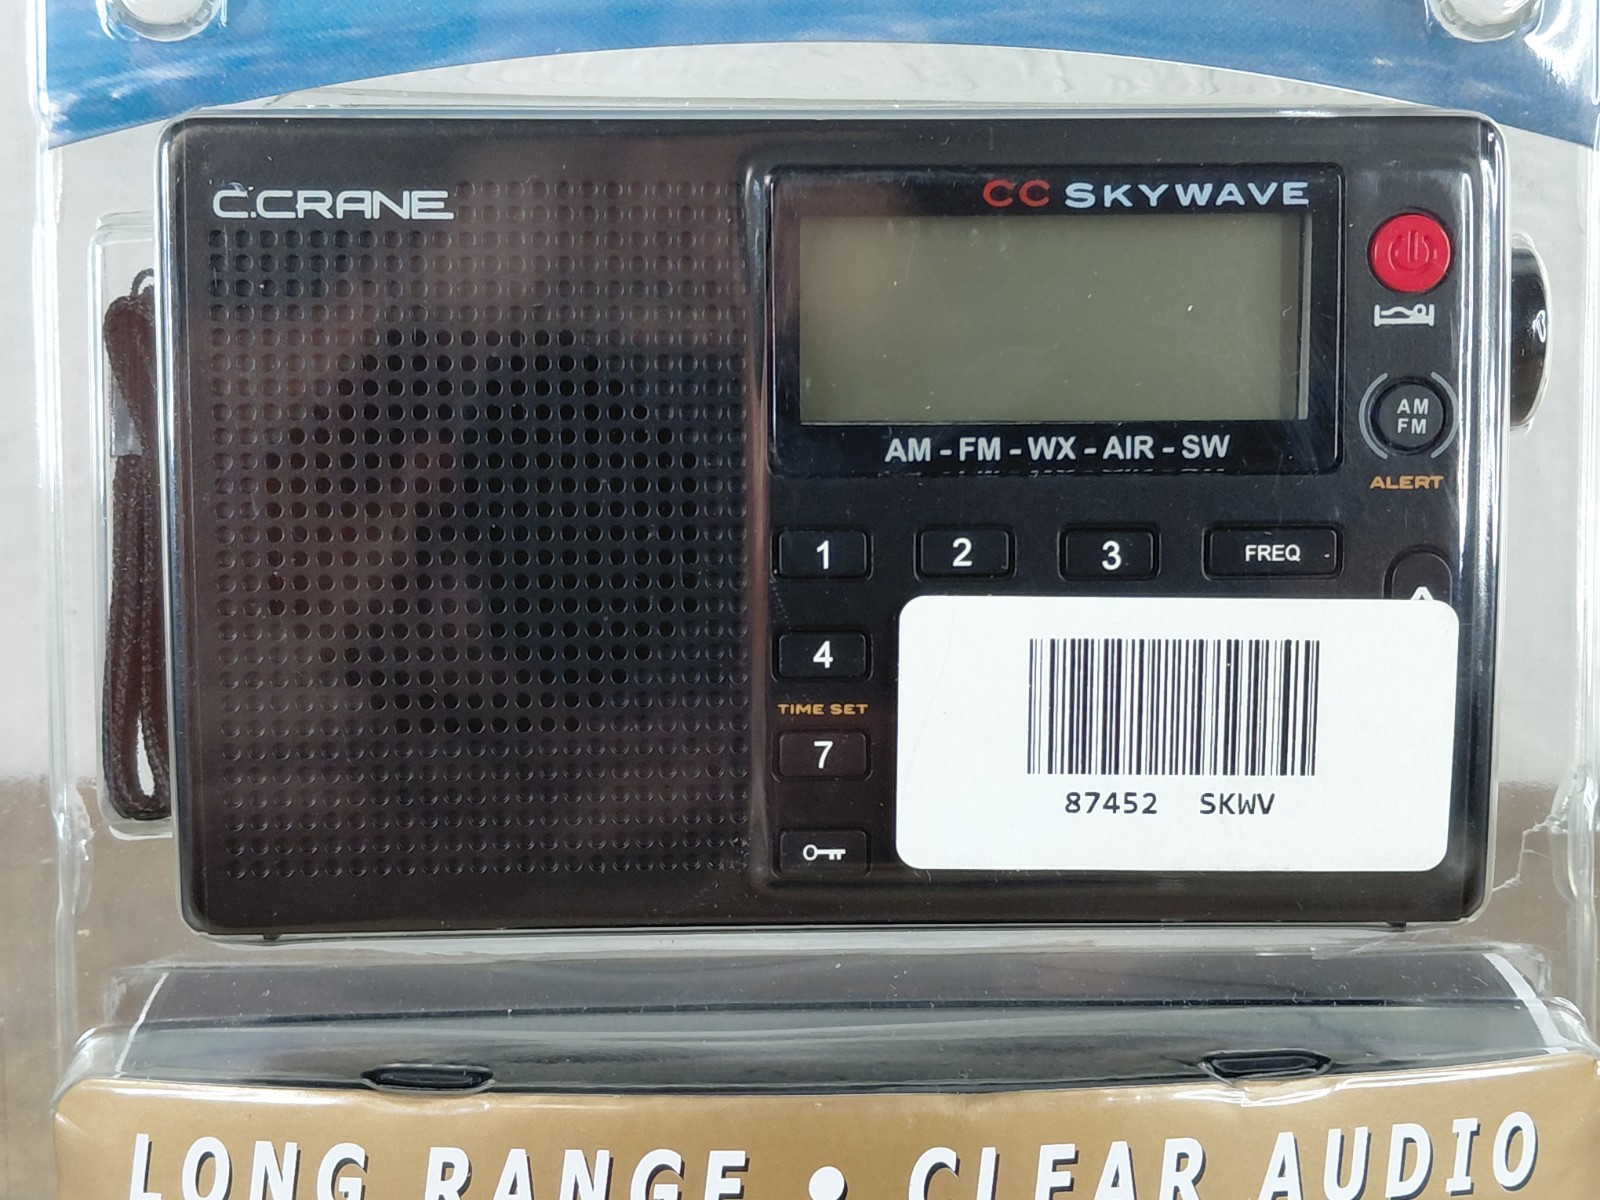 C.CRANE
CC SKYWAVE
AM
FM
AM - FM - WX - AIR - SW
ALERT
1 2 3 FREQ
4
TIME SET
7
87452 SKWV
LONG RANGE • CLEAR AUDIO